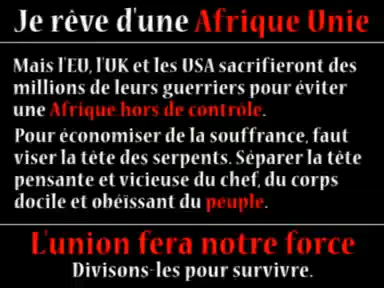 Je rêve d'une Afrique Unie
Mais l'EU, l'UK et les USA sacrifieront des
millions de leurs guerriers pour éviter
une Afrique hors de contrôle.
Pour économiser de la souffrance, faut
viser la tête des serpents. Séparer la tête
pensante et vicieuse du chef, du corps
docile et obéissant du peuple.
L'union fera notre force
Divisons-les pour survivre.